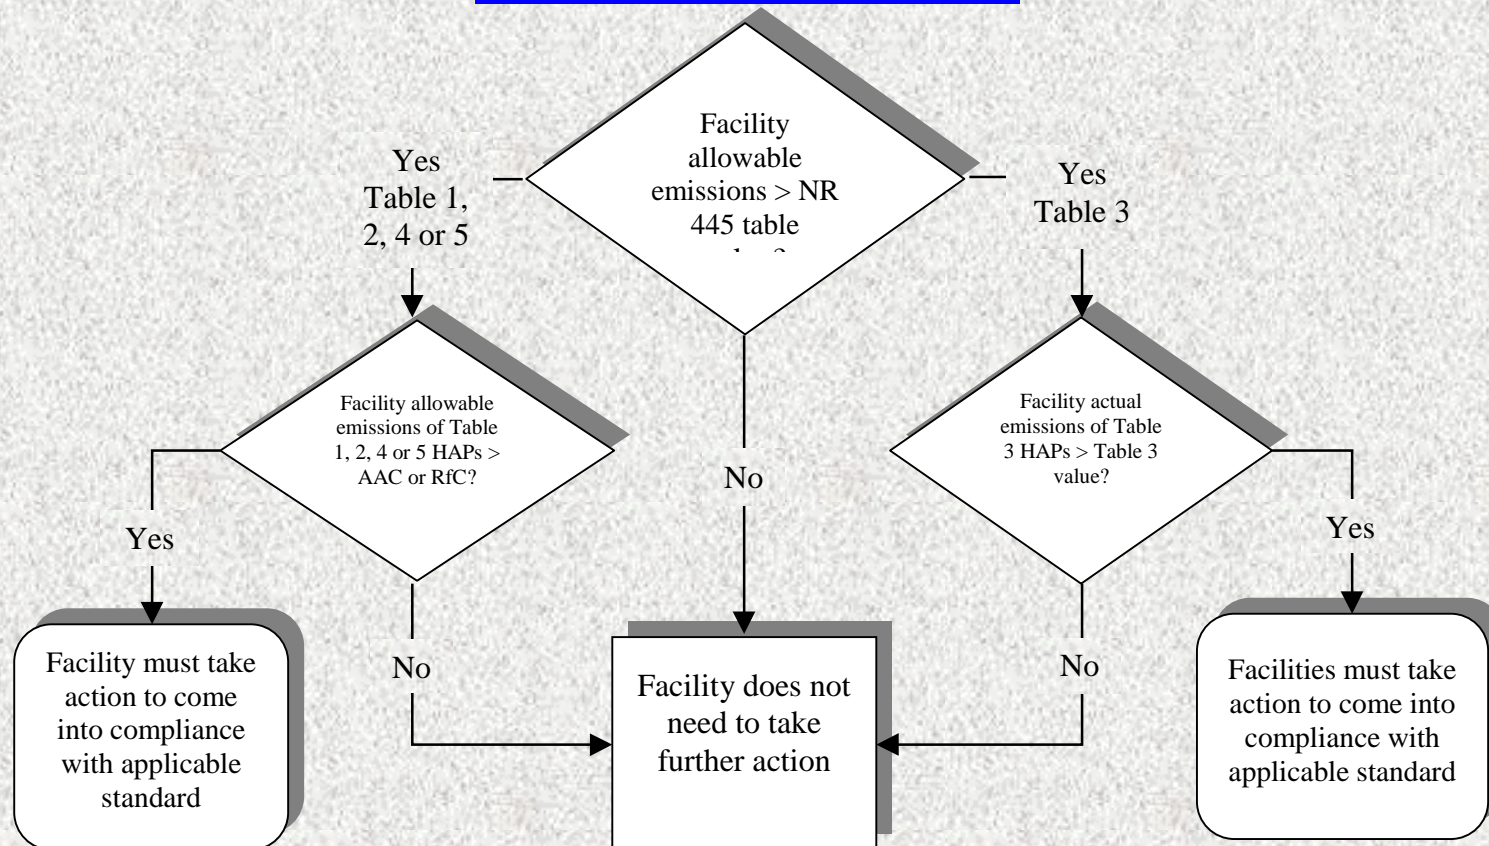 Facility
allowable
emissions > NR
445 table
Yes
Table 1,
2, 4 or 5
Yes
Table 3
Facility allowable
emissions of Table
1, 2, 4 or 5 HAPs >
AAC or RfC?
Facility actual
emissions of Table
3 HAPs > Table 3
value?
No
Yes
Yes
No
No
Facility must take
action to come
into compliance
with applicable
standard
Facility does not
need to take
further action
Facilities must take
action to come into
compliance with
applicable standard